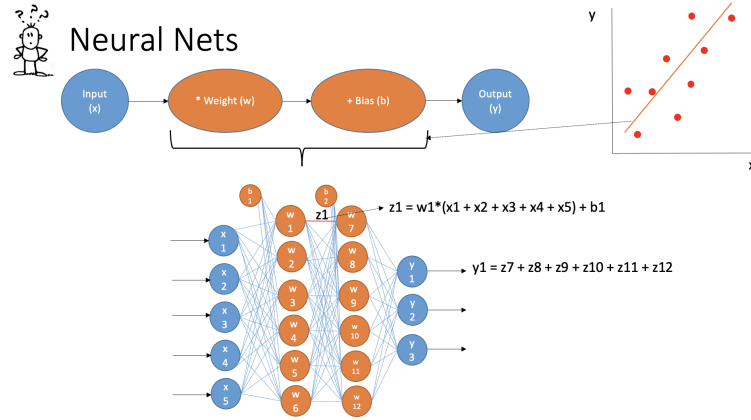 ? ? ?
Neural Nets
Input
(x)
* Weight (w)
+ Bias (b)
Output
(y)
y
x
b
1
b
2
z1
z1 = w1*(x1 + x2 + x3 + x4 + x5) + b1
w
1
w
7
x
1
w
2
w
8
y
1
y1 = z7 + z8 + z9 + z10 + z11 + z12
x
2
w
3
w
9
y
2
x
3
w
4
w
10
y
3
x
4
w
5
w
11
x
5
w
6
w
12